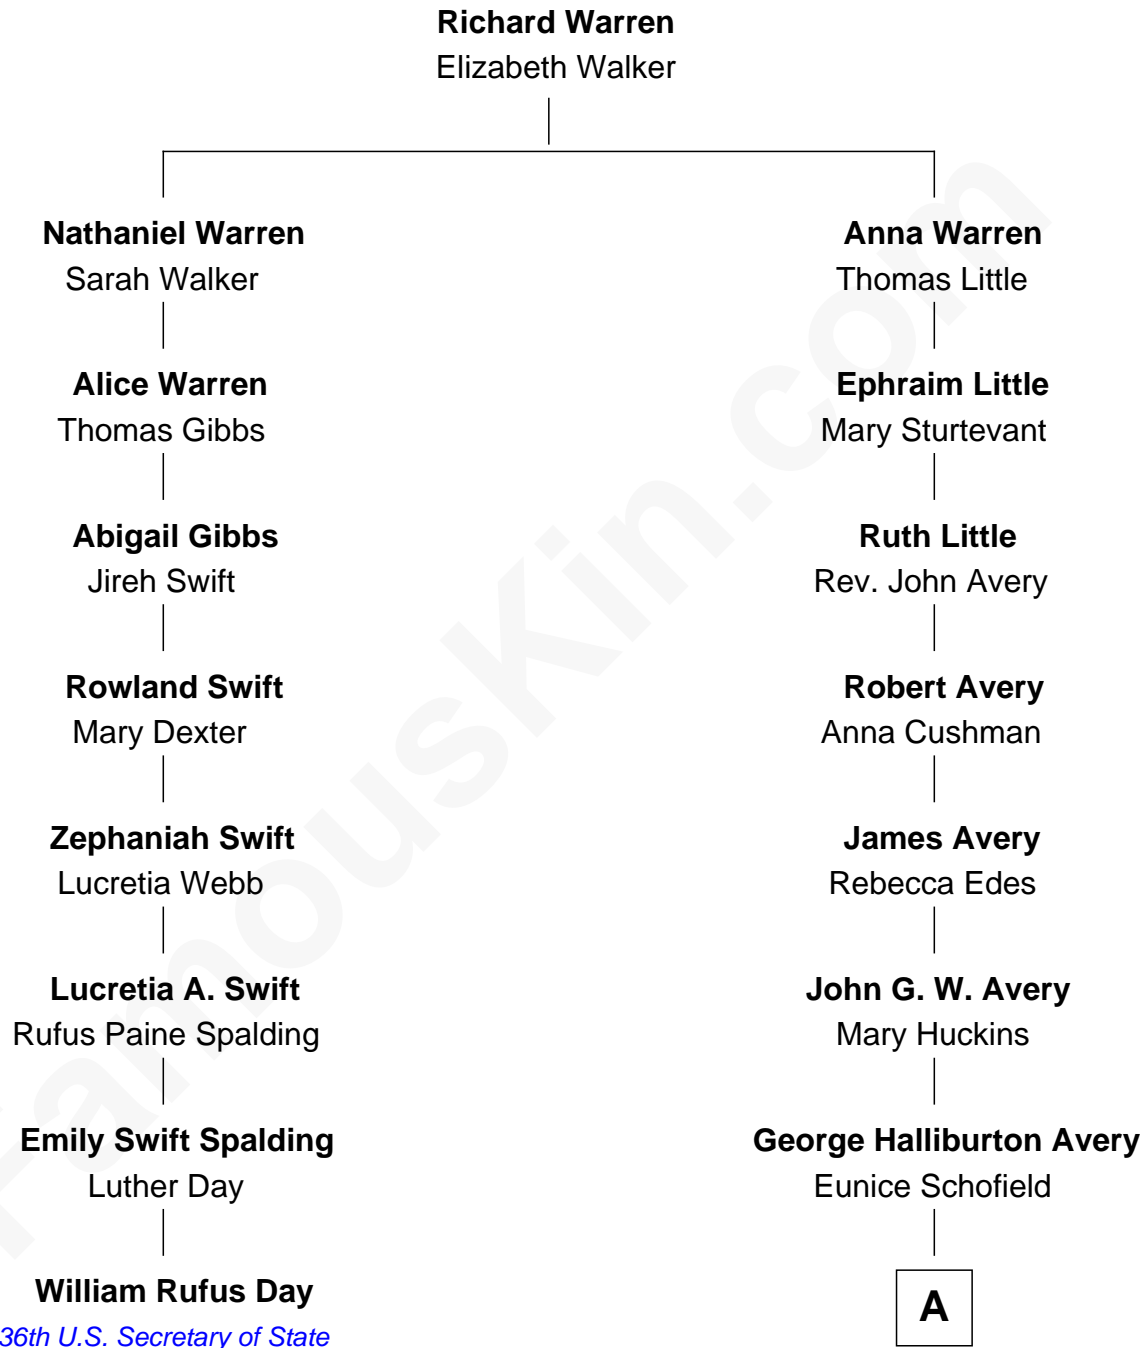 Richard Warren
Elizabeth Walker
Nathaniel Warren
Sarah Walker
Anna Warren
Thomas Little
Alice Warren
Thomas Gibbs
Ephraim Little
Mary Sturtevant
Abigail Gibbs
Jireh Swift
Ruth Little
Rev. John Avery
Rowland Swift
Mary Dexter
Robert Avery
Anna Cushman
Zephaniah Swift
Lucretia Webb
James Avery
Rebecca Edes
Lucretia A. Swift
Rufus Paine Spalding
John G. W. Avery
Mary Huckins
Emily Swift Spalding
Luther Day
George Halliburton Avery
Eunice Schofield
William Rufus Day
36th U.S. Secretary of State
A
FamousKin.com